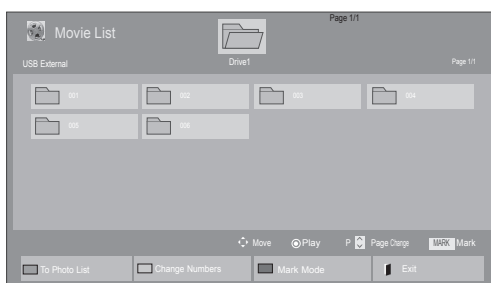 Page 1/1
Movie List
Drive1
USB External
Page 1/1
001 002 003 004
005 006
Move Play P Page Change MARK Mark
To Photo List Change Numbers Mark Mode Exit